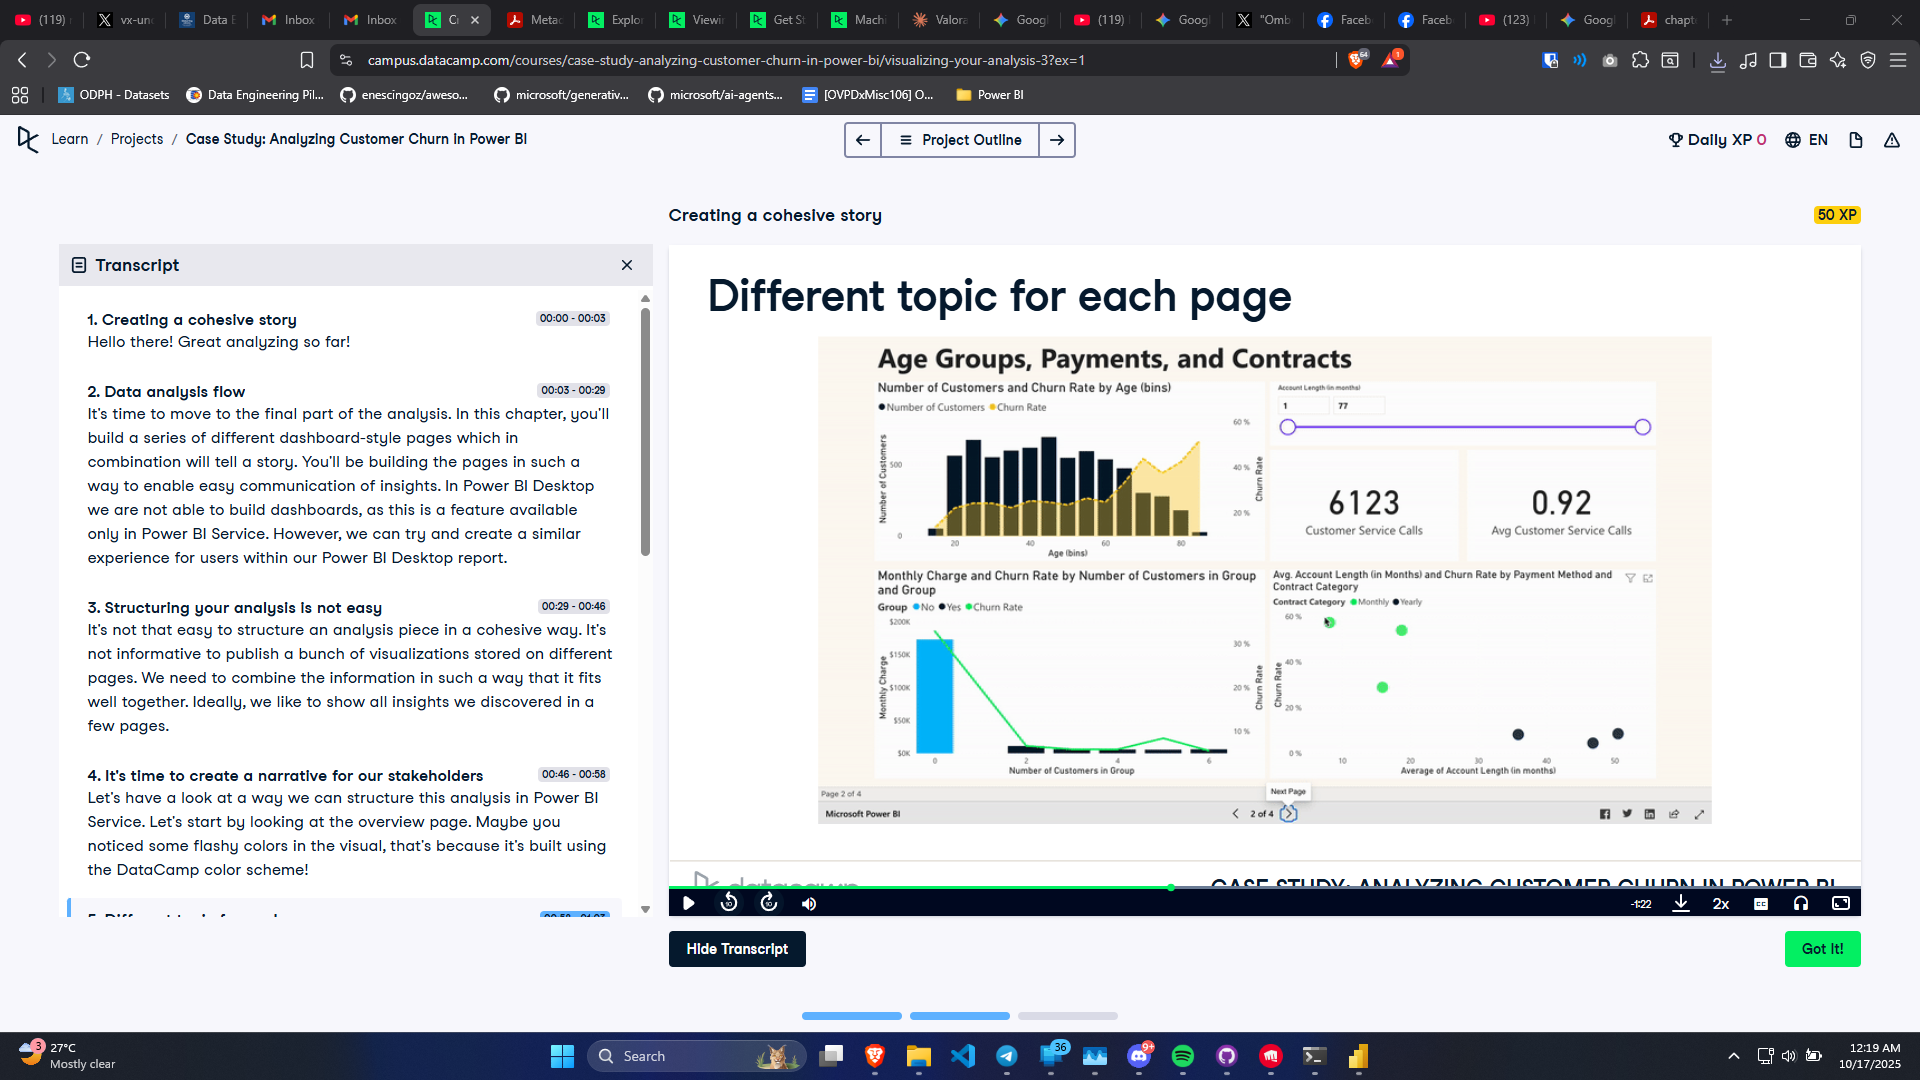 (119)
vx-und
Data E
Inbox
Inbox
Cr
Metac
Explor
Viewin
Get St
Machi
Valora
Googl
(119)
Googl
"Omb
Faceb
Faceb
(123)
Googl
chapt
campus.datacamp.com/courses/case-study-analyzing-customer-churn-in-power-bi/visualizing-your-analysis-3?ex=1
64
1
ODPH - Datasets
Data Engineering Pil...
enescingoz/aweso...
microsoft/generativ...
microsoft/ai-agents...
[OVPDxMisc106] O...
Power BI
Learn / Projects / Case Study: Analyzing Customer Churn in Power BI
Project Outline
Daily XP 0
EN
Creating a cohesive story
50 XP
Transcript
1. Creating a cohesive story
00:00 - 00:03
Hello there! Great analyzing so far!
2. Data analysis flow
00:03 - 00:29
It's time to move to the final part of the analysis. In this chapter, you'll
build a series of different dashboard-style pages which in
combination will tell a story. You'll be building the pages in such a
way to enable easy communication of insights. In Power BI Desktop
we are not able to build dashboards, as this is a feature available
only in Power BI Service. However, we can try and create a similar
experience for users within our Power BI Desktop report.
3. Structuring your analysis is not easy
00:29 - 00:46
It's not that easy to structure an analysis piece in a cohesive way. It's
not informative to publish a bunch of visualizations stored on different
pages. We need to combine the information in such a way that it fits
well together. Ideally, we like to show all insights we discovered in a
few pages.
4. It's time to create a narrative for our stakeholders
00:46 - 00:58
Let's have a look at a way we can structure this analysis in Power BI
Service. Let's start by looking at the overview page. Maybe you
noticed some flashy colors in the visual, that's because it's built using
the DataCamp color scheme!
Different topic for each page
Age Groups, Payments, and Contracts
Number of Customers and Churn Rate by Age (bins)
Number of Customers
Churn Rate
Number of Customers
500
0
60 %
40 %
20 %
Churn Rate
20
40
60
80
Age (bins)
Account Length (in months)
1
77
6123
Customer Service Calls
0.92
Avg Customer Service Calls
Monthly Charge and Churn Rate by Number of Customers in Group
and Group
Group
No
Yes
Churn Rate
Monthly Charge
$200K
$150K
$100K
$50K
$0K
30 %
20 %
10 %
Churn Rate
0
2
4
6
Number of Customers in Group
Avg. Account Length (in Months) and Churn Rate by Payment Method and
Contract Category
Contract Category
Monthly
Yearly
Churn Rate
60 %
40 %
20 %
0 %
10
20
30
40
50
Average of Account Length (in months)
Page 2 of 4
Next Page
Microsoft Power BI
2 of 4
datacamp
CASE STUDY: ANALYZING CUSTOMER CHURN IN POWER BI
10
10
-1:22
2x
CC
Hide Transcript
Got It!
3
27°C
Mostly clear
Search
36
9+
12:19 AM
10/17/2025